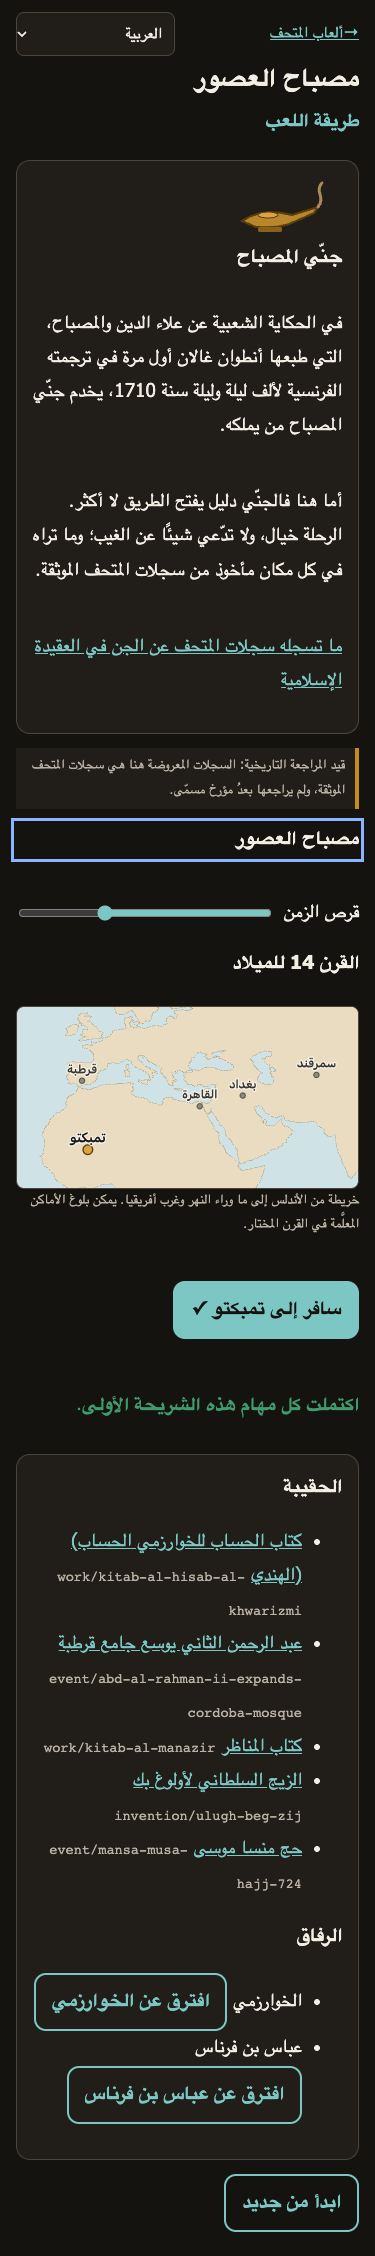 →ألعاب المتحف
العربية
مصباح العصور
طريقة اللعب
جنّي المصباح
في الحكاية الشعبية عن علاء الدين والمصباح،
التي طبعها أنطوان غالان أول مرة في ترجمته
الفرنسية لألف ليلة وليلة سنة 1710، يخدم جنّي
المصباح من يملكه.
أما هنا فالجنّي دليل يفتح الطريق لا أكثر.
الرحلة خيال، ولا تدّعي شيئًا عن الغيب؛ وما تراه
في كل مكان مأخوذ من سجلات المتحف الموثقة.
ما تسجله سجلات المتحف عن الجن في العقيدة
الإسلامية
قيد المراجعة التاريخية: السجلات المعروضة هنا هي سجلات المتحف
الموثقة، ولم يراجعها بعدُ مؤرخ مسمّى.
مصباح العصور
قرص الزمن
القرن 14 للميلاد
سمرقند
قرطبة
بغداد
القاهرة
تمبكتو
خريطة من الأندلس إلى ما وراء النهر وغرب أفريقيا. يمكن بلوغ الأماكن
المعلَّمة في القرن المختار.
سافر إلى تمبكتو ✓
اكتملت كل مهام هذه الشريحة الأولى.
الحقيبة
كتاب الحساب للخوارزمي (الحساب
الهندي) work/kitab-al-hisab-al-
khwarizmi
عبد الرحمن الثاني يوسع جامع قرطبة
event/abd-al-rahman-ii-expands-
cordoba-mosque
كتاب المناظر work/kitab-al-manazir
الزيج السلطاني لأولوغ بك
invention/ulugh-beg-zij
حج منسا موسى event/mansa-musa-
hajj-724
الرفاق
الخوارزمي افترق عن الخوارزمي
عباس بن فرناس
افترق عن عباس بن فرناس
ابدأ من جديد